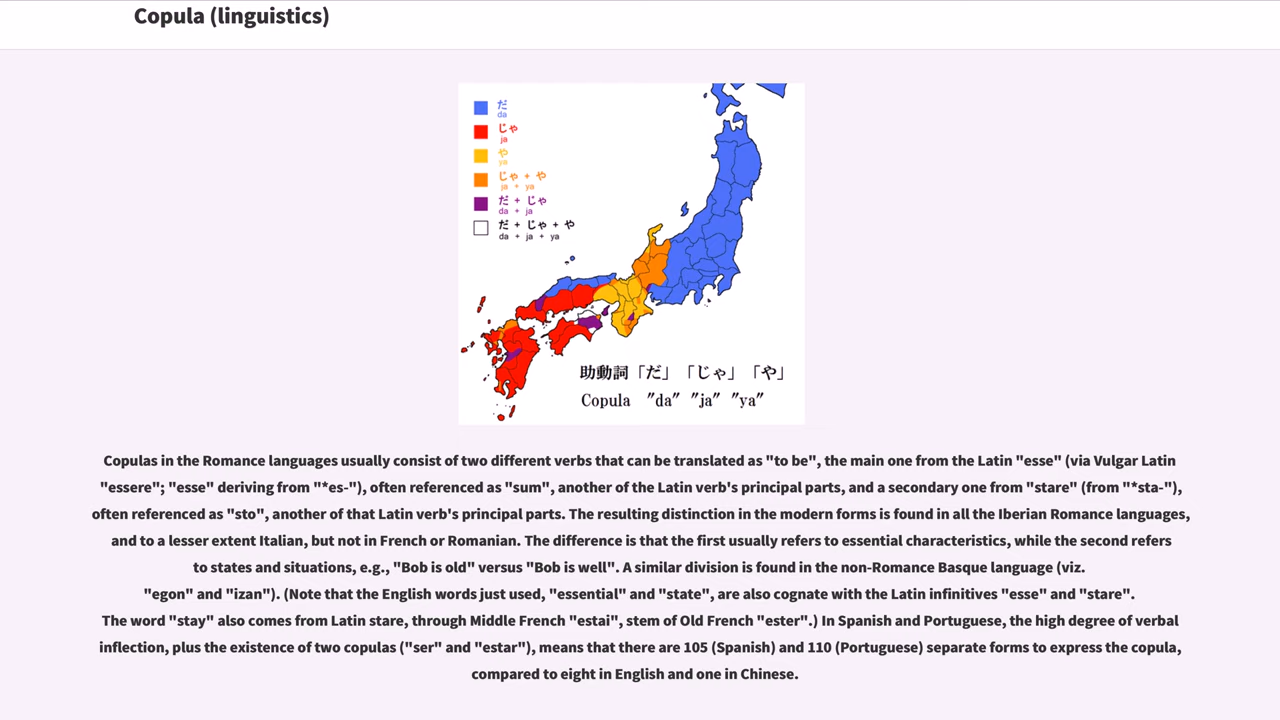 Copula (linguistics)
だ
da
じゃ
ja
や
ya
じゃ + や
ja + ya
だ + じゃ
da + ja
だ + じゃ + や
da + ja + ya
助動詞「だ」「じゃ」「や」
Copula "da" "ja" "ya"
Copulas in the Romance languages usually consist of two different verbs that can be translated as "to be", the main one from the Latin "esse" (via Vulgar Latin
"essere"; "esse" deriving from "*es-"), often referenced as "sum", another of the Latin verb's principal parts, and a secondary one from "stare" (from "*sta-"),
often referenced as "sto", another of that Latin verb's principal parts. The resulting distinction in the modern forms is found in all the Iberian Romance languages,
and to a lesser extent Italian, but not in French or Romanian. The difference is that the first usually refers to essential characteristics, while the second refers
to states and situations, e.g., "Bob is old" versus "Bob is well". A similar division is found in the non-Romance Basque language (viz.
"egon" and "izan"). (Note that the English words just used, "essential" and "state", are also cognate with the Latin infinitives "esse" and "stare".
The word "stay" also comes from Latin stare, through Middle French "estai", stem of Old French "ester".) In Spanish and Portuguese, the high degree of verbal
inflection, plus the existence of two copulas ("ser" and "estar"), means that there are 105 (Spanish) and 110 (Portuguese) separate forms to express the copula,
compared to eight in English and one in Chinese.